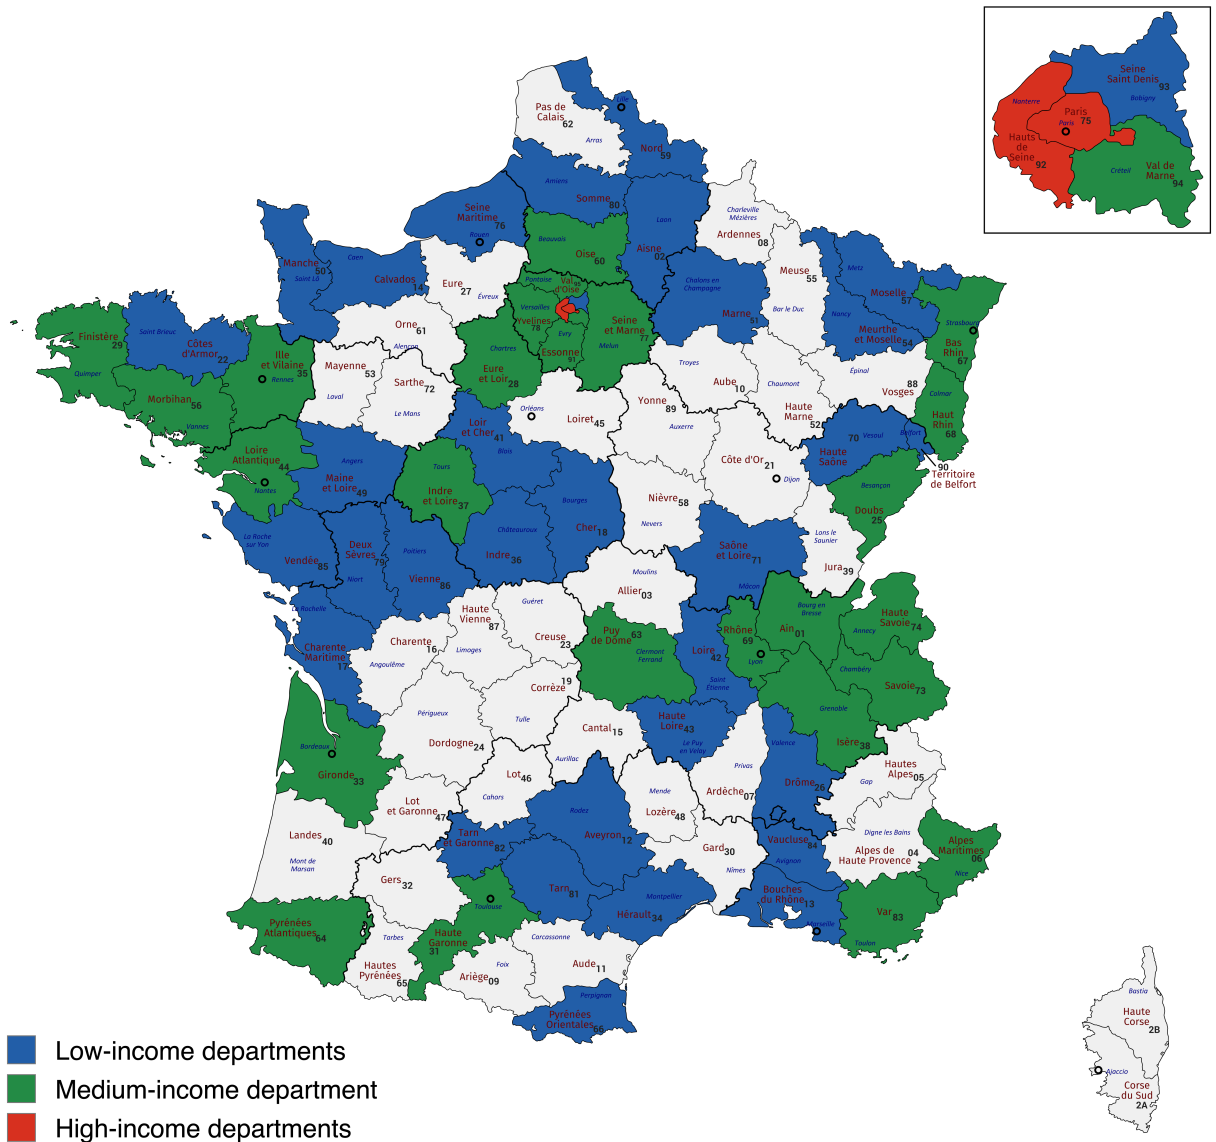 Pas de
Calais 62
Arras
Lille
Nord 59
Amiens
Somme 80
Seine
Maritime 76
Rouen
Laon
Aisne 02
Charleville
Mézières
Ardennes 08
Beauvais
Oise 60
Manche 50
Saint Lô
Caen
Calvados 14
Eure 27
Évreux
Orne 61
Alençon
Pontoise
Val
d'Oise 95
Versailles
Yvelines 78
Evry
Essonne 91
Seine
et Marne 77
Melun
Chalons en
Champagne
Marne 51
Meuse 55
Bar le Duc
Metz
Moselle 57
Nancy
Meurthe
et Moselle 54
Strasbourg
Bas
Rhin 67
Finistère 29
Quimper
Saint Brieuc
Côtes
d'Armor 22
Ille
et Vilaine 35
Rennes
Morbihan 56
Vannes
Mayenne 53
Laval
Sarthe 72
Le Mans
Chartres
Eure
et Loir 28
Troyes
Aube 10
Chaumont
Haute
Marne 52
Épinal
Vosges 88
Colmar
Haut
Rhin 68
Orléans
Loiret 45
Yonne 89
Auxerre
Loir
et Cher 41
Blois
Loire
Atlantique 44
Nantes
Angers
Maine
et Loire 49
Tours
Indre
et Loire 37
Côte d'Or 21
Dijon
70
Vesoul
Haute
Saône
Belfort
90
Territoire
de Belfort
Besançon
Doubs 25
Bourges
Cher 18
Nièvre 58
Nevers
La Roche
sur Yon
Vendée 85
Deux
Sèvres 79
Niort
Poitiers
Vienne 86
Châteauroux
Indre 36
Saône
et Loire 71
Mâcon
Lons le
Saunier
Jura 39
Moulins
Allier 03
La Rochelle
Charente
Maritime 17
Charente 16
Angoulême
Haute
Vienne 87
Limoges
Guéret
Creuse 23
Puy
de Dôme 63
Clermont
Ferrand
Loire 42
Saint
Étienne
Rhône
69
Lyon
Bourg en
Bresse
Ain 01
Haute
Savoie 74
Annecy
Chambéry
Savoie 73
Grenoble
Isère 38
Périgueux
Dordogne 24
19
Corrèze
Tulle
Cantal 15
Aurillac
Haute
Loire 43
Le Puy
en Velay
Bordeaux
Gironde 33
Lot 46
Cahors
Lot
et Garonne 47
Mende
Lozère 48
Privas
Ardèche 07
Valence
Drôme 26
Hautes
Alpes 05
Gap
Landes 40
Mont de
Marsan
Rodez
Aveyron 12
Tarn
et Garonne 82
Gard 30
Nîmes
Vaucluse 84
Avignon
Digne les Bains
Alpes de
Haute Provence 04
Alpes
Maritimes 06
Nice
Gers 32
Toulouse
Tarn 81
Montpellier
Hérault 34
Bouches
du Rhône 13
Marseille
Var 83
Toulon
Pyrénées
Atlantiques 64
Tarbes
Hautes
Pyrénées 65
Haute
Garonne
31
Foix
Ariège 09
Carcassonne
Aude 11
Perpignan
Pyrénées
Orientales 66
Bastia
Haute
Corse
2B
Ajaccio
Corse
du Sud
2A
Seine
Saint Denis 93
Bobigny
Nanterre
Paris
75
Paris
Hauts
de
Seine 92
Créteil
Val de
Marne
94
Low-income departments
Medium-income department
High-income departments